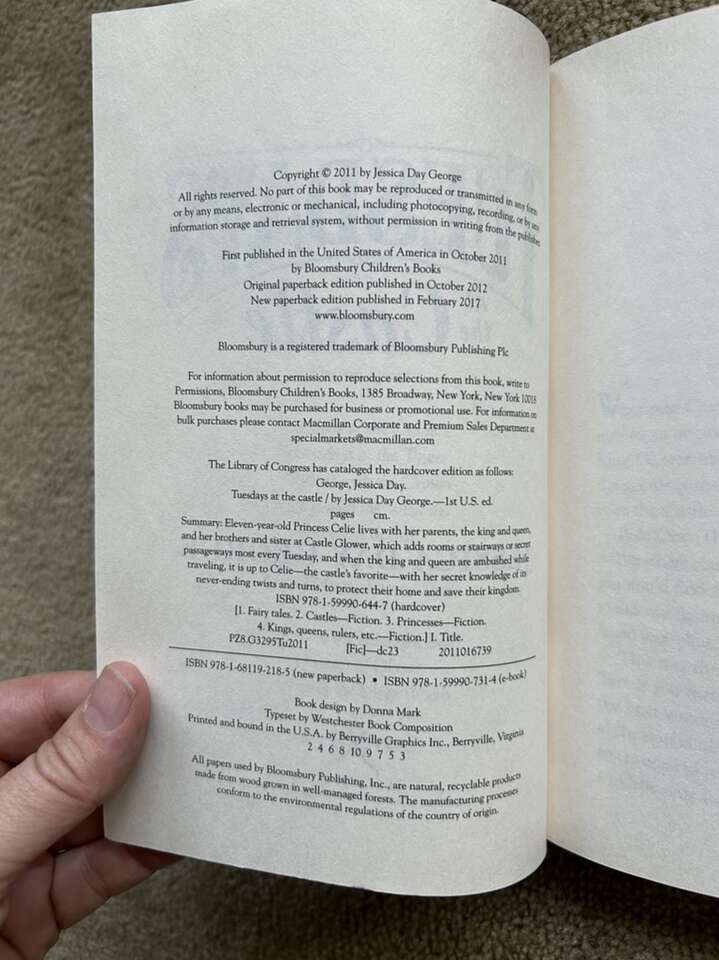 Copyright © 2011 by Jessica Day George
All rights reserved. No part of this book may be reproduced or transmitted in any form
or by any means, electronic or mechanical, including photocopying, recording, or by any
information storage and retrieval system, without permission in writing from the publisher.
First published in the United States of America in October 2011
by Bloomsbury Children's Books
Original paperback edition published in October 2012
New paperback edition published in February 2017
www.bloomsbury.com
Bloomsbury is a registered trademark of Bloomsbury Publishing Plc
For information about permission to reproduce selections from this book, write to
Permissions, Bloomsbury Children's Books, 1385 Broadway, New York, New York 10018
Bloomsbury books may be purchased for business or promotional use. For information on
bulk purchases please contact Macmillan Corporate and Premium Sales Department at
specialmarkets@macmillan.com
The Library of Congress has cataloged the hardcover edition as follows:
George, Jessica Day.
Tuesdays at the castle / by Jessica Day George.—1st U.S. ed.
pages cm.
Summary: Eleven-year-old Princess Celie lives with her parents, the king and queen,
and her brothers and sister at Castle Glower, which adds rooms or stairways or secret
passageways most every Tuesday, and when the king and queen are ambushed while
traveling, it is up to Celie—the castle's favorite—with her secret knowledge of its
never-ending twists and turns, to protect their home and save their kingdom.
ISBN 978-1-59990-644-7 (hardcover)
[1. Fairy tales. 2. Castles—Fiction. 3. Princesses—Fiction.
4. Kings, queens, rulers, etc.—Fiction.] I. Title.
PZ8.G3295Tu2011 [Fic]—dc23 2011016739
ISBN 978-1-68119-218-5 (new paperback) • ISBN 978-1-59990-731-4 (e-book)
Book design by Donna Mark
Typeset by Westchester Book Composition
Printed and bound in the U.S.A. by Berryville Graphics Inc., Berryville, Virginia
2 4 6 8 10 9 7 5 3
All papers used by Bloomsbury Publishing, Inc., are natural, recyclable products
made from wood grown in well-managed forests. The manufacturing processes
conform to the environmental regulations of the country of origin.